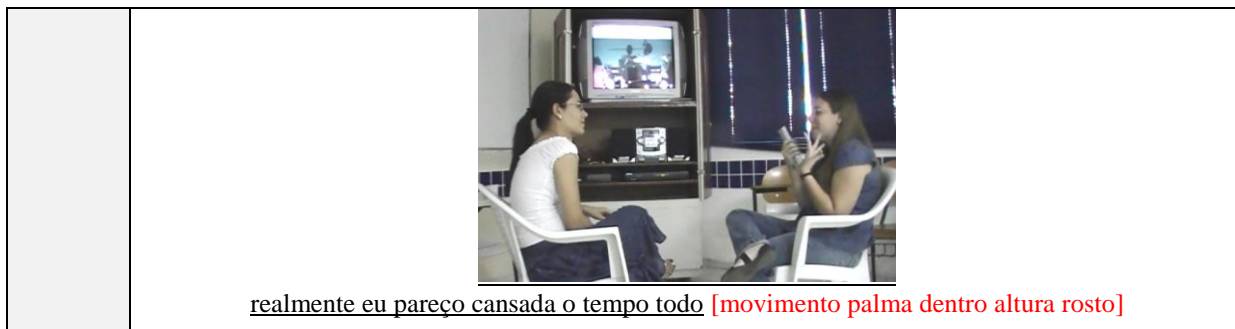 realmente eu pareço cansada o tempo todo [movimento palma dentro altura rosto]